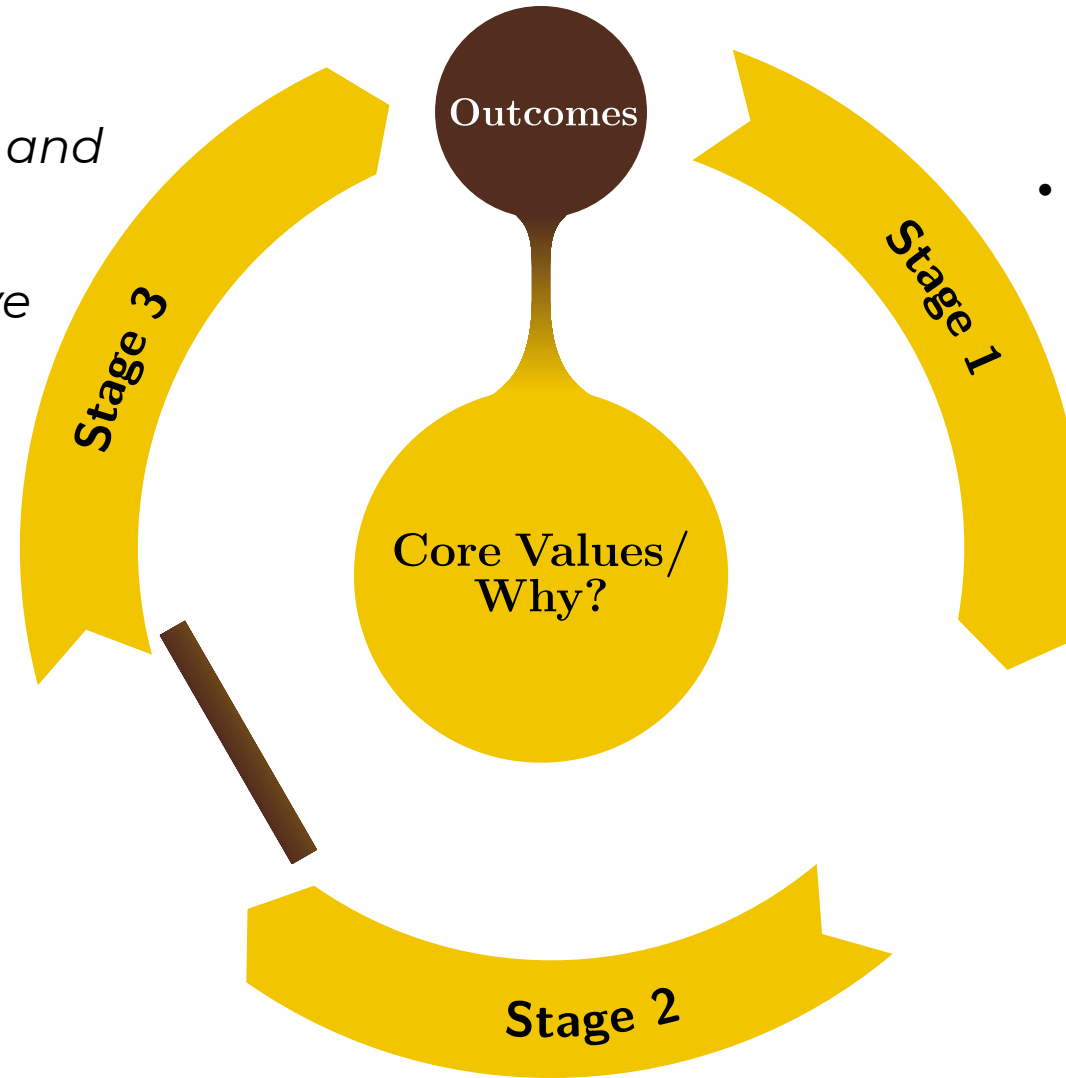 Outcomes
and
•
Stage 1
Stage 3
Core Values/
Why?
Stage 2